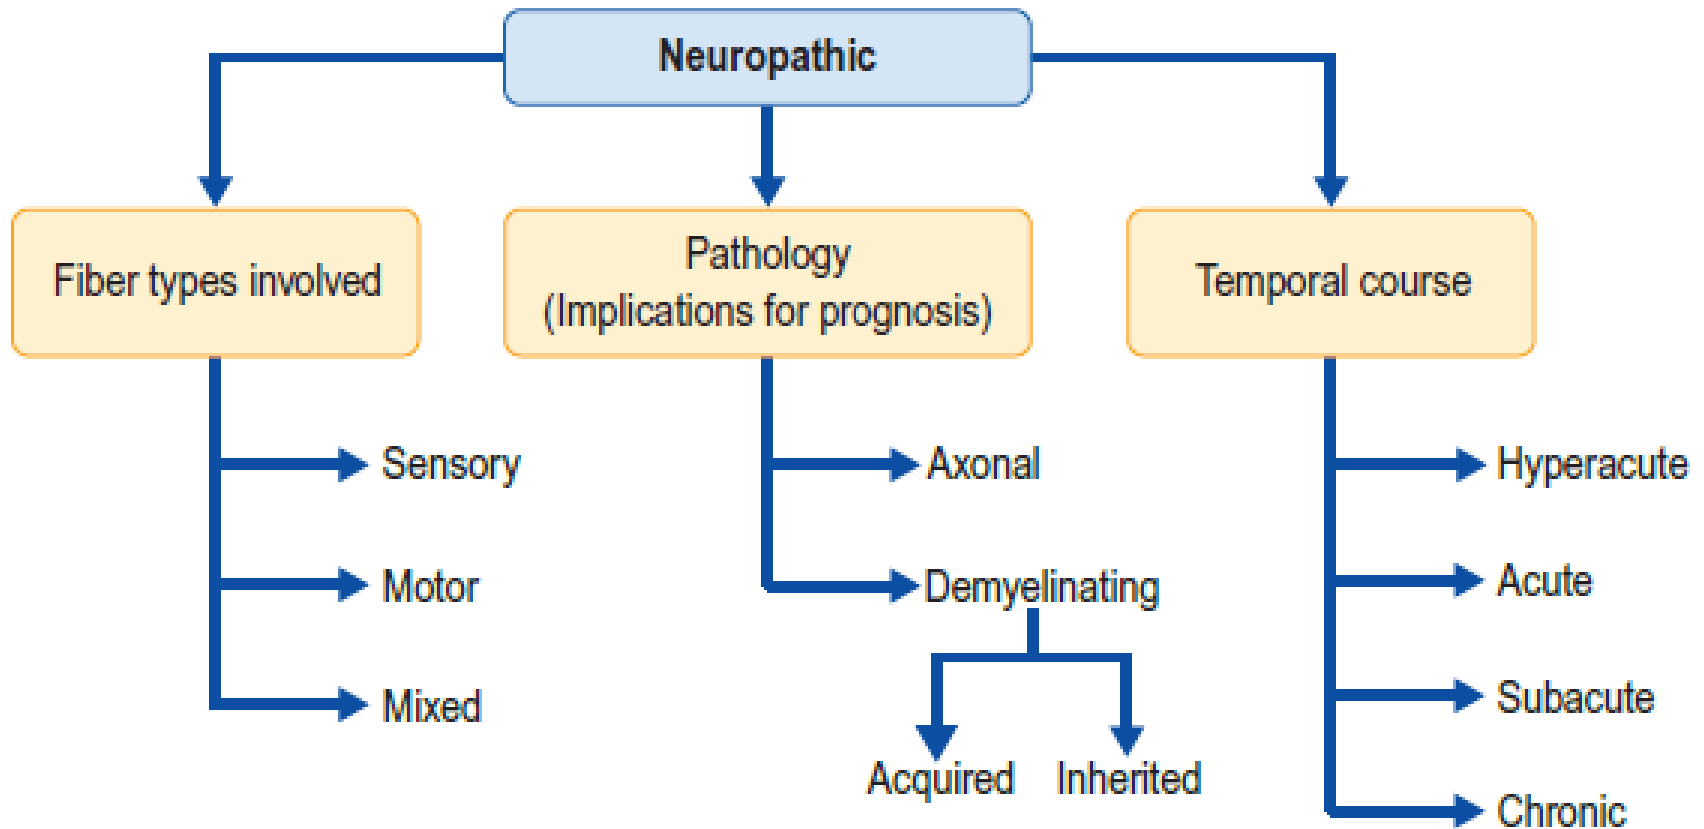 Neuropathic
Fiber types involved
Pathology
(Implications for prognosis)
Temporal course
Sensory
Motor
Mixed
Axonal
Demyelinating
Acquired
Inherited
Hyperacute
Acute
Subacute
Chronic